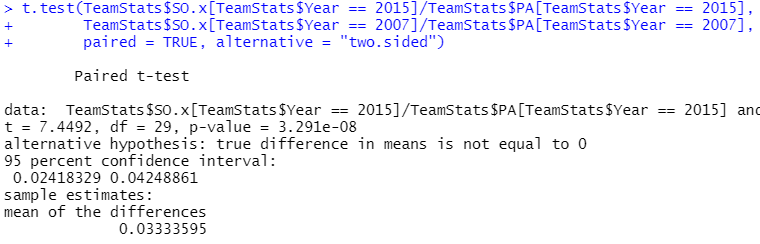 > t.test(TeamStats$SO.x[TeamStats$Year == 2015]/TeamStats$PA[TeamStats$Year == 2015],
+        TeamStats$SO.x[TeamStats$Year == 2007]/TeamStats$PA[TeamStats$Year == 2007],
+        paired = TRUE, alternative = "two.sided")
Paired t-test
data:  TeamStats$SO.x[TeamStats$Year == 2015]/TeamStats$PA[TeamStats$Year == 2015] and
t = 7.4492, df = 29, p-value = 3.291e-08
alternative hypothesis: true difference in means is not equal to 0
95 percent confidence interval:
0.02418329 0.04248861
sample estimates:
mean of the differences
0.03333595